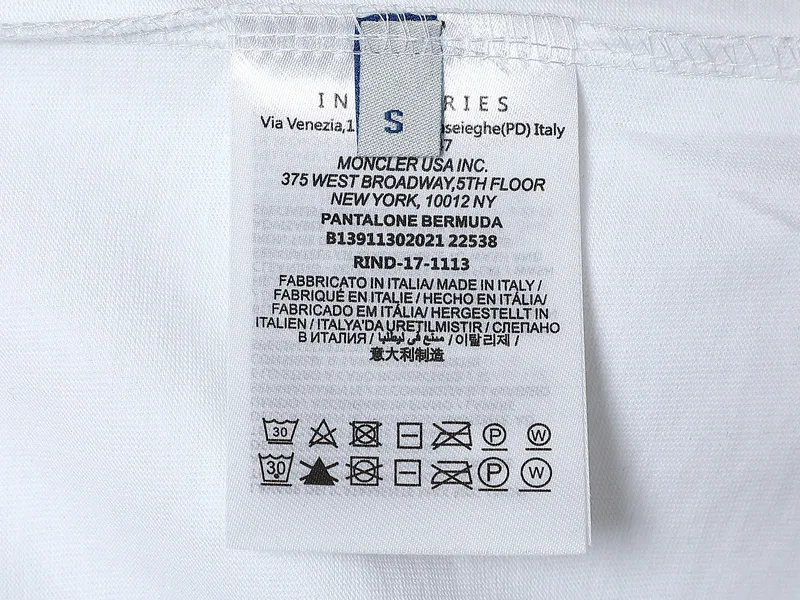 S
IN RIES
Via Venezia,1 aseieghe(PD) Italy
7
MONCLER USA INC.
375 WEST BROADWAY,5TH FLOOR
NEW YORK, 10012 NY
PANTALONE BERMUDA
B13911302021 22538
RIND-17-1113
FABBRICATO IN ITALIA/ MADE IN ITALY /
FABRIQUÉ EN ITALIE / HECHO EN ITÁLIA/
FABRICADO EM ITÁLIA/ HERGESTELLT IN
ITALIEN / ITALYA'DA URETILMISTIR / СЛЕПАНО
В ИТАЛИЯ / صنع في ليطليا /이탈리제 /
意大利制造
30 P W
30 P W